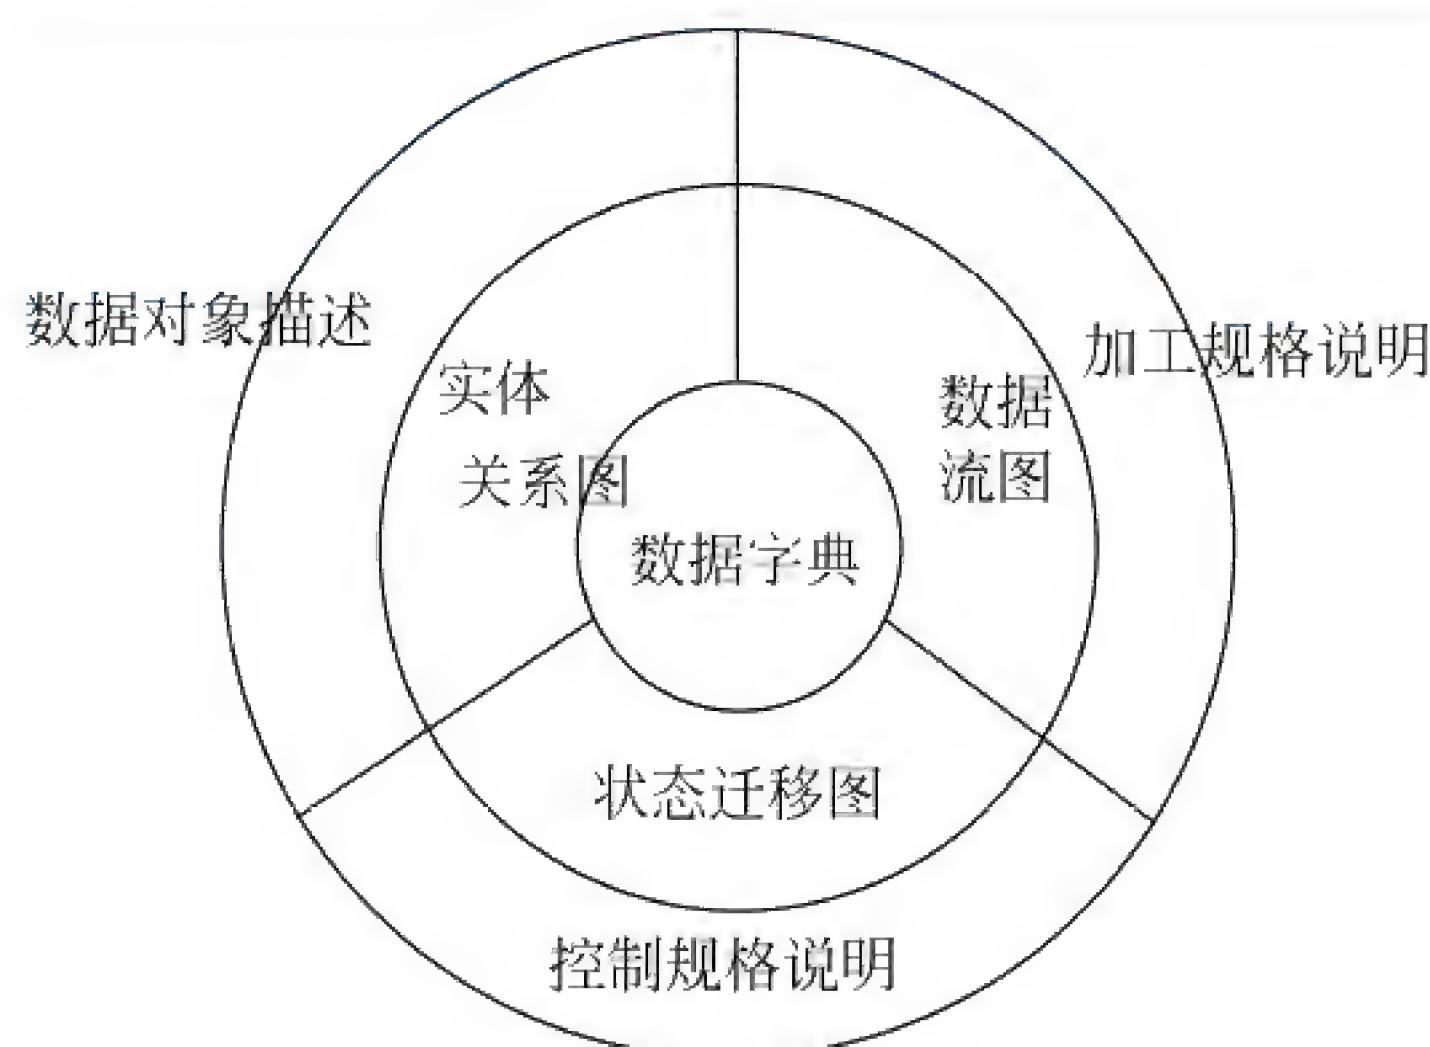 数据对象描述
加工规格说明
实体
关系图
数据
流图
数据字典
状态迁移图
控制规格说明